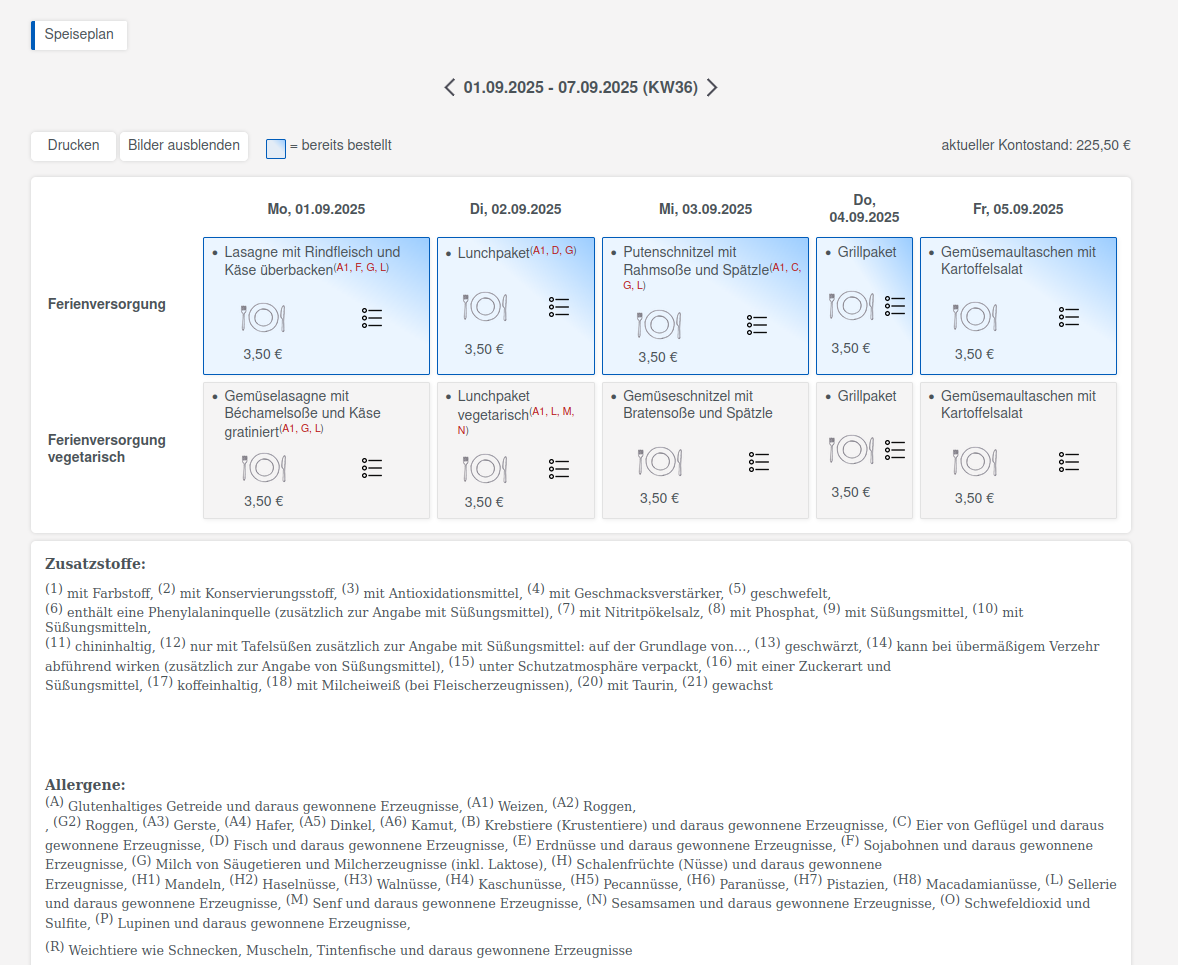 Speiseplan
01.09.2025 - 07.09.2025 (KW36)
Drucken
Bilder ausblenden
= bereits bestellt
aktueller Kontostand: 225,50 €
Mo, 01.09.2025
Di, 02.09.2025
Mi, 03.09.2025
Do,
04.09.2025
Fr, 05.09.2025
Ferienversorgung
• Lasagne mit Rindfleisch und
Käse überbacken(A1, F, G, L)
3,50 €
• Lunchpaket(A1, D, G)
3,50 €
• Putenschnitzel mit
Rahmsoße und Spätzle(A1, C,
G, L)
3,50 €
• Grillpaket
3,50 €
• Gemüsemaultaschen mit
Kartoffelsalat
3,50 €
Ferienversorgung
vegetarisch
• Gemüselasagne mit
Béchamelsoße und Käse
gratiniert(A1, G, L)
3,50 €
• Lunchpaket
vegetarisch(A1, L, M,
N)
3,50 €
• Gemüseschnitzel mit
Bratensoße und Spätzle
3,50 €
• Grillpaket
3,50 €
• Gemüsemaultaschen mit
Kartoffelsalat
3,50 €
Zusatzstoffe:
(1) mit Farbstoff, (2) mit Konservierungsstoff, (3) mit Antioxidationsmittel, (4) mit Geschmacksverstärker, (5) geschwefelt,
(6) enthält eine Phenylalaninquelle (zusätzlich zur Angabe mit Süßungsmittel), (7) mit Nitritpökelsalz, (8) mit Phosphat, (9) mit Süßungsmittel, (10) mit
Süßungsmitteln,
(11) chininhaltig, (12) nur mit Tafelsüßen zusätzlich zur Angabe mit Süßungsmittel: auf der Grundlage von..., (13) geschwärzt, (14) kann bei übermäßigem Verzehr
abführend wirken (zusätzlich zur Angabe von Süßungsmittel), (15) unter Schutzatmosphäre verpackt, (16) mit einer Zuckerart und
Süßungsmittel, (17) koffeinhaltig, (18) mit Milcheiweiß (bei Fleischerzeugnissen), (20) mit Taurin, (21) gewachst
Allergene:
(A) Glutenhaltiges Getreide und daraus gewonnene Erzeugnisse, (A1) Weizen, (A2) Roggen,
, (G2) Roggen, (A3) Gerste, (A4) Hafer, (A5) Dinkel, (A6) Kamut, (B) Krebstiere (Krustentiere) und daraus gewonnene Erzeugnisse, (C) Eier von Geflügel und daraus
gewonnene Erzeugnisse, (D) Fisch und daraus gewonnene Erzeugnisse, (E) Erdnüsse und daraus gewonnene Erzeugnisse, (F) Sojabohnen und daraus gewonnene
Erzeugnisse, (G) Milch von Säugetieren und Milcherzeugnisse (inkl. Laktose), (H) Schalenfrüchte (Nüsse) und daraus gewonnene
Erzeugnisse, (H1) Mandeln, (H2) Haselnüsse, (H3) Walnüsse, (H4) Kaschunüsse, (H5) Pecannüsse, (H6) Paranüsse, (H7) Pistazien, (H8) Macadamianüsse, (L) Sellerie
und daraus gewonnene Erzeugnisse, (M) Senf und daraus gewonnene Erzeugnisse, (N) Sesamsamen und daraus gewonnene Erzeugnisse, (O) Schwefeldioxid und
Sulfite, (P) Lupinen und daraus gewonnene Erzeugnisse,
(R) Weichtiere wie Schnecken, Muscheln, Tintenfische und daraus gewonnene Erzeugnisse